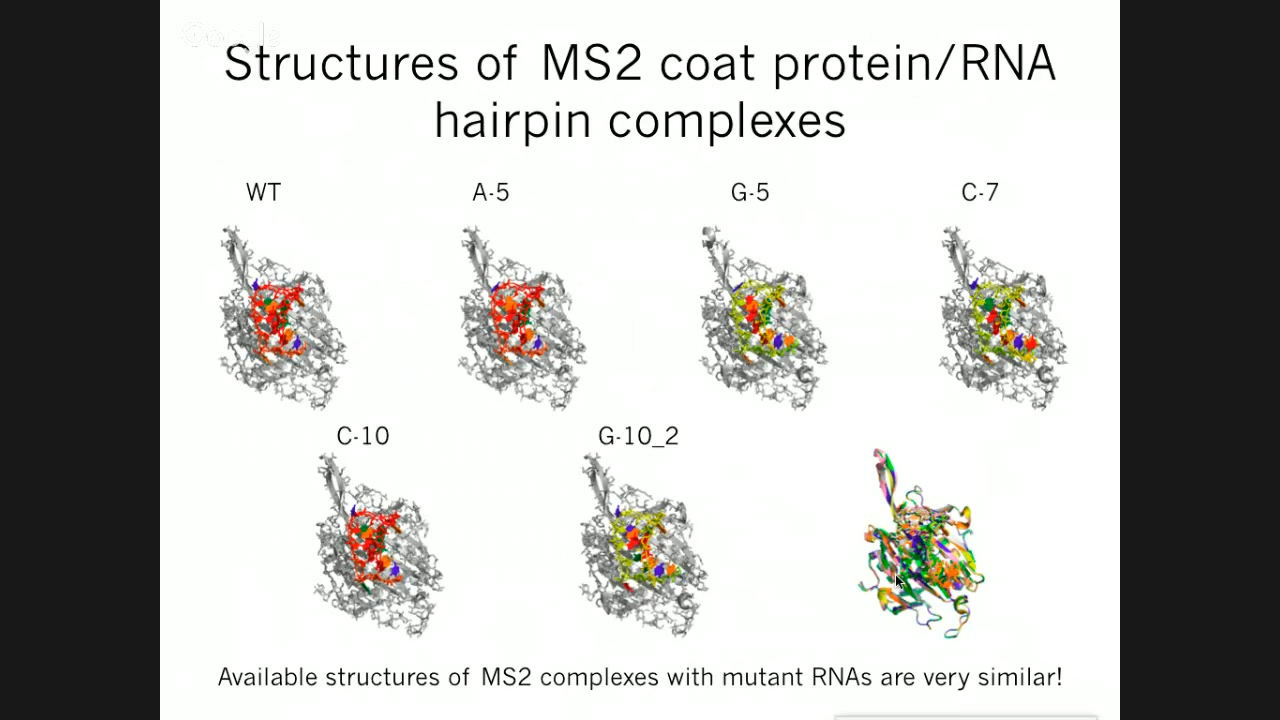 Google
Structures of MS2 coat protein/RNA
hairpin complexes
WT A-5 G-5 C-7
C-10 G-10_2
Available structures of MS2 complexes with mutant RNAs are very similar!